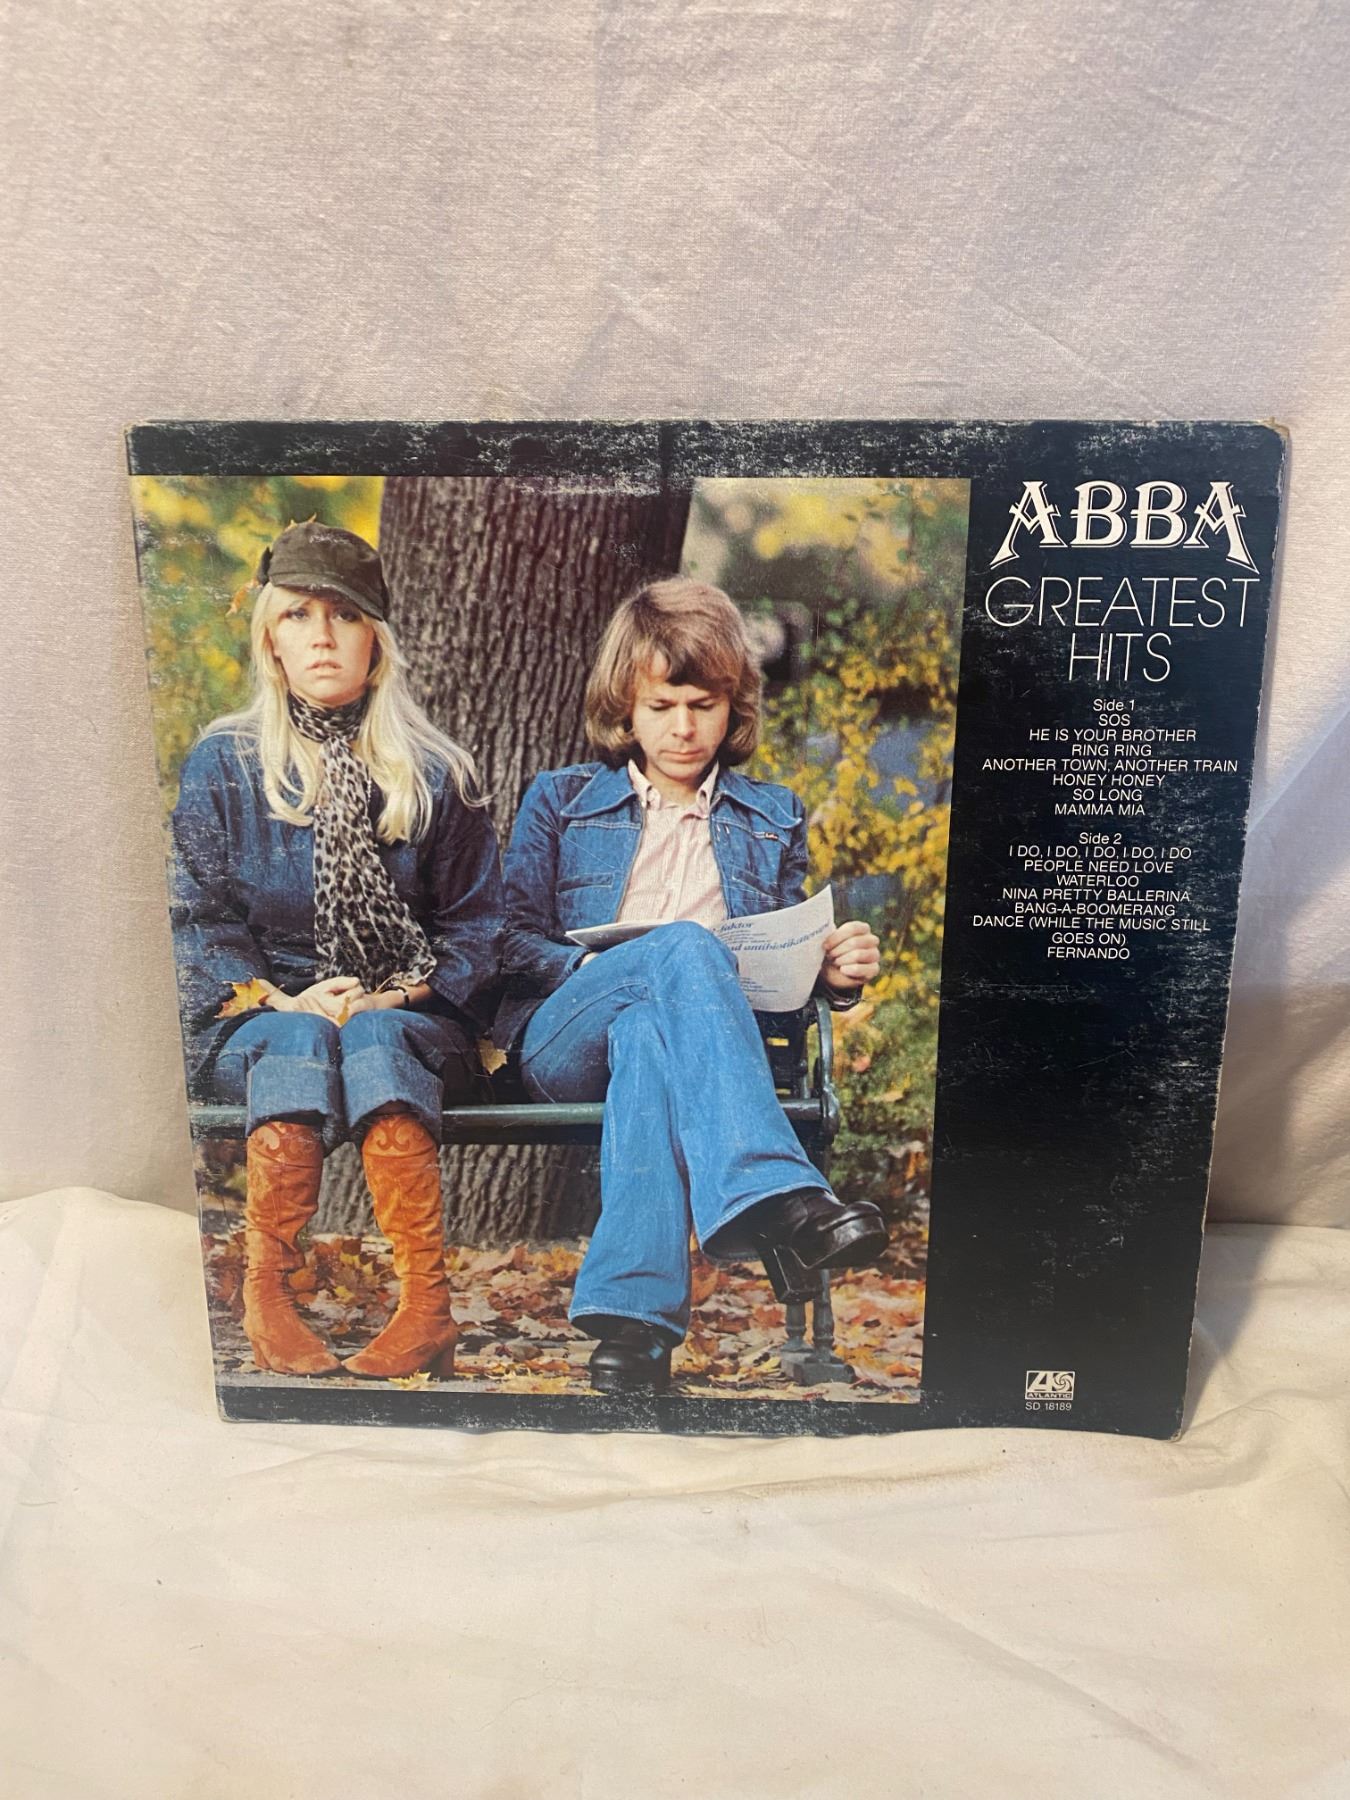 ABBA
GREATEST
HITS
Side 1
SOS
HE IS YOUR BROTHER
RING RING
ANOTHER TOWN, ANOTHER TRAIN
HONEY HONEY
SO LONG
MAMMA MIA
Side 2
I DO, I DO, I DO, I DO, I DO
PEOPLE NEED LOVE
WATERLOO
NINA PRETTY BALLERINA
BANG-A-BOOMERANG
DANCE (WHILE THE MUSIC STILL
GOES ON)
FERNANDO
faktor
ATLANTIC
SD 18189